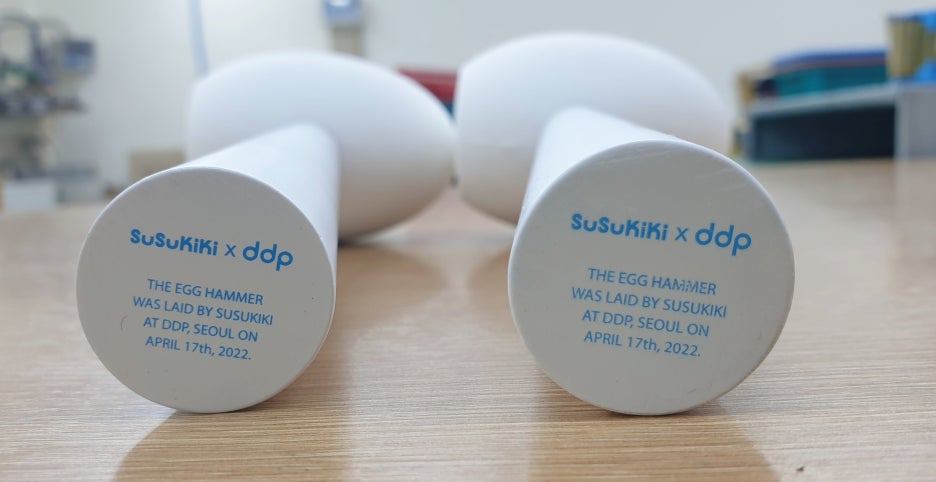 SuSuKiKi x ddp
THE EGG HAMMER
WAS LAID BY SUSUKIKI
AT DDP, SEOUL ON
APRIL 17th, 2022.
SuSuKiKi x ddp
THE EGG HAMMER
WAS LAID BY SUSUKIKI
AT DDP, SEOUL ON
APRIL 17th, 2022.